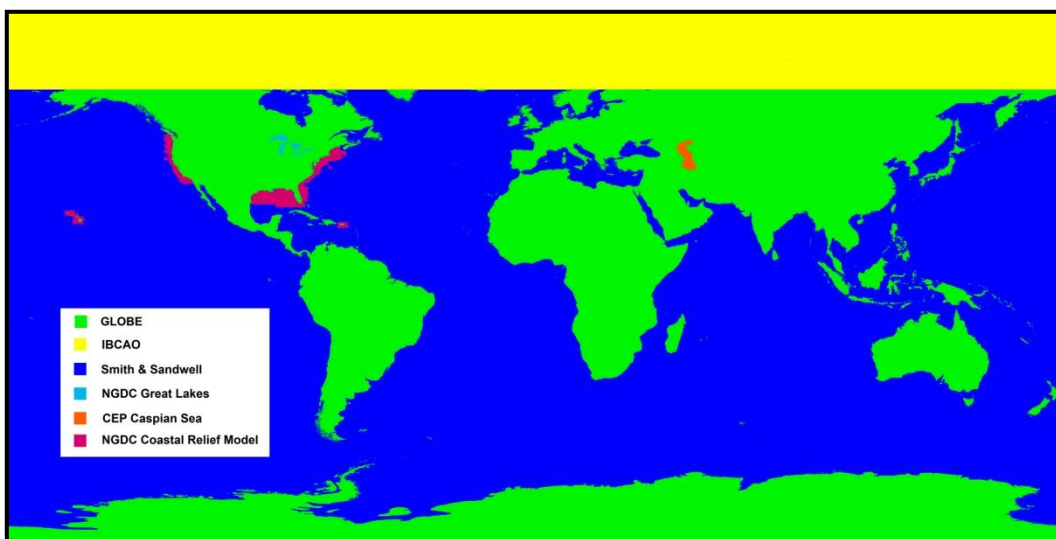 GLOBE
IBCAO
Smith & Sandwell
NGDC Great Lakes
CEP Caspian Sea
NGDC Coastal Relief Model